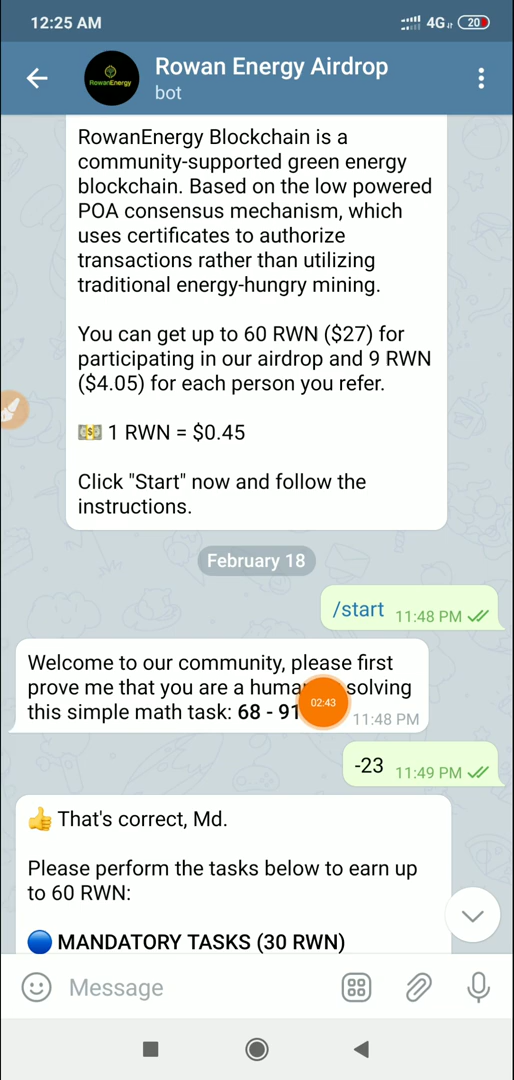 12:25 AM
4G
20
Rowan Energy Airdrop
bot
RowanEnergy
RowanEnergy Blockchain is a
community-supported green energy
blockchain. Based on the low powered
POA consensus mechanism, which
uses certificates to authorize
transactions rather than utilizing
traditional energy-hungry mining.
You can get up to 60 RWN ($27) for
participating in our airdrop and 9 RWN
($4.05) for each person you refer.
💵 1 RWN = $0.45
Click "Start" now and follow the
instructions.
February 18
/start 11:48 PM
Welcome to our community, please first
prove me that you are a solving
this simple math task: 68 - 91 11:48 PM
02:43
-23 11:49 PM
👍 That's correct, Md.
Please perform the tasks below to earn up
to 60 RWN:
🔵 MANDATORY TASKS (30 RWN)
Message